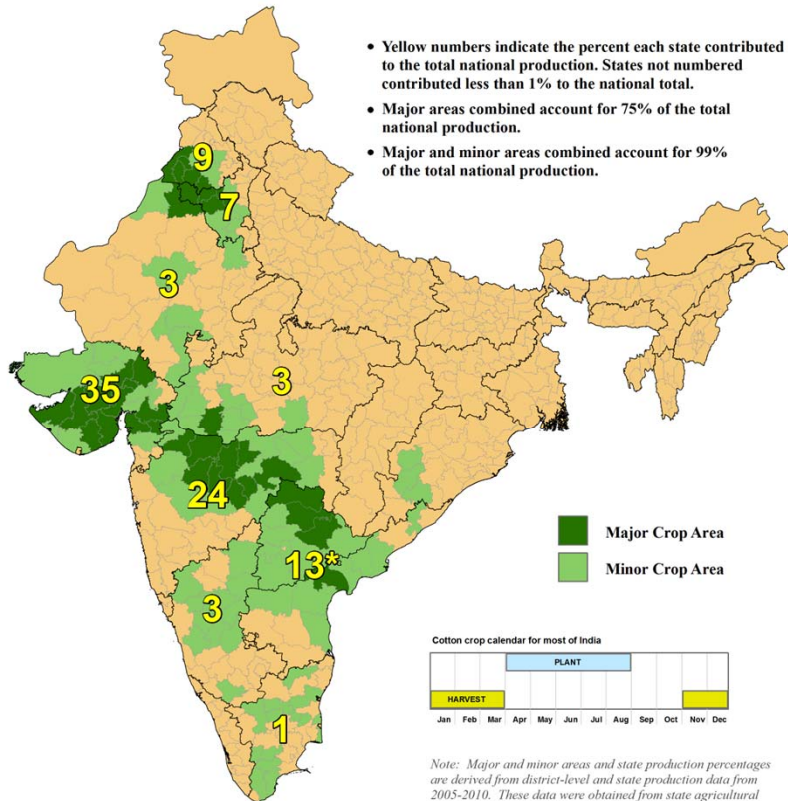 • Yellow numbers indicate the percent each state contributed
to the total national production. States not numbered
contributed less than 1% to the national total.
• Major areas combined account for 75% of the total
national production.
• Major and minor areas combined account for 99%
of the total national production.
9
7
3
35
3
24
13*
3
1
Major Crop Area
Minor Crop Area
Cotton crop calendar for most of India
PLANT
HARVEST
Jan Feb Mar Apr May Jun Jul Aug Sep Oct Nov Dec
Note: Major and minor areas and state production percentages
are derived from district-level and state production data from
2005-2010. These data were obtained from state agricultural